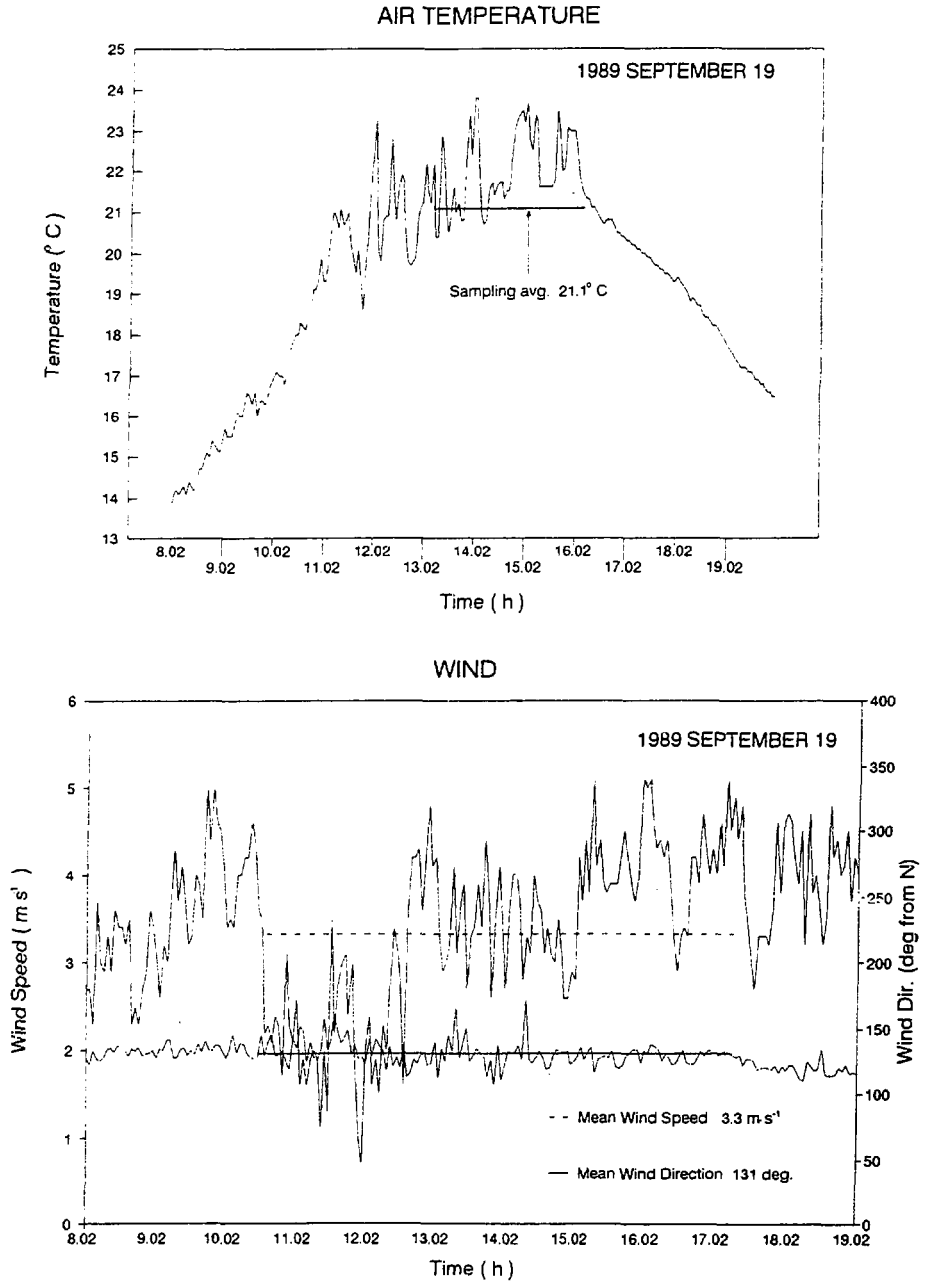 AIR TEMPERATURE
1989 SEPTEMBER 19
Temperature (° C)
25
24
23
22
21
20
19
18
17
16
15
14
13
Sampling avg. 21.1° C
8.02 10.02 12.02 14.02 16.02 18.02
9.02 11.02 13.02 15.02 17.02 19.02
Time ( h )
WIND
1989 SEPTEMBER 19
Wind Speed ( m s⁻¹ )
6
5
4
3
2
1
0
Wind Dir. (deg from N)
400
350
300
250
200
150
100
50
0
Mean Wind Speed 3.3 m s⁻¹
Mean Wind Direction 131 deg.
8.02 9.02 10.02 11.02 12.02 13.02 14.02 15.02 16.02 17.02 18.02 19.02
Time ( h )